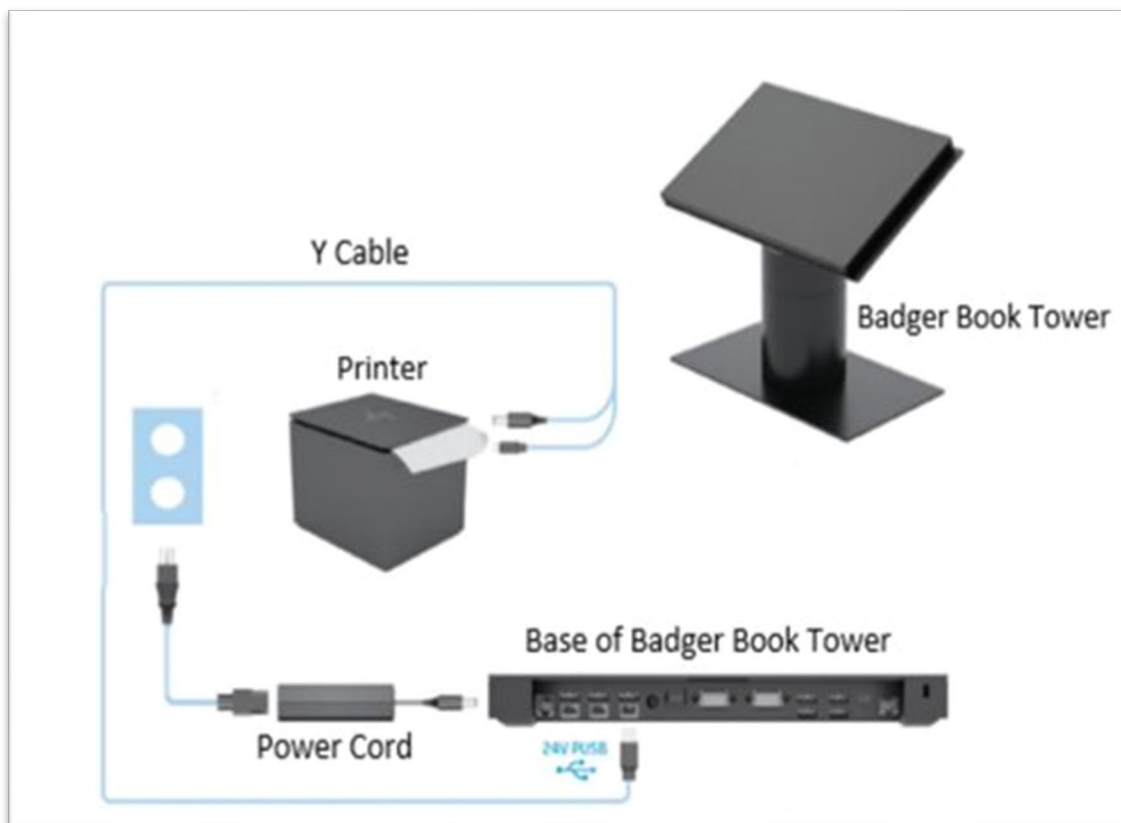 Y Cable
Badger Book Tower
Printer
Base of Badger Book Tower
Power Cord
24V PUSB